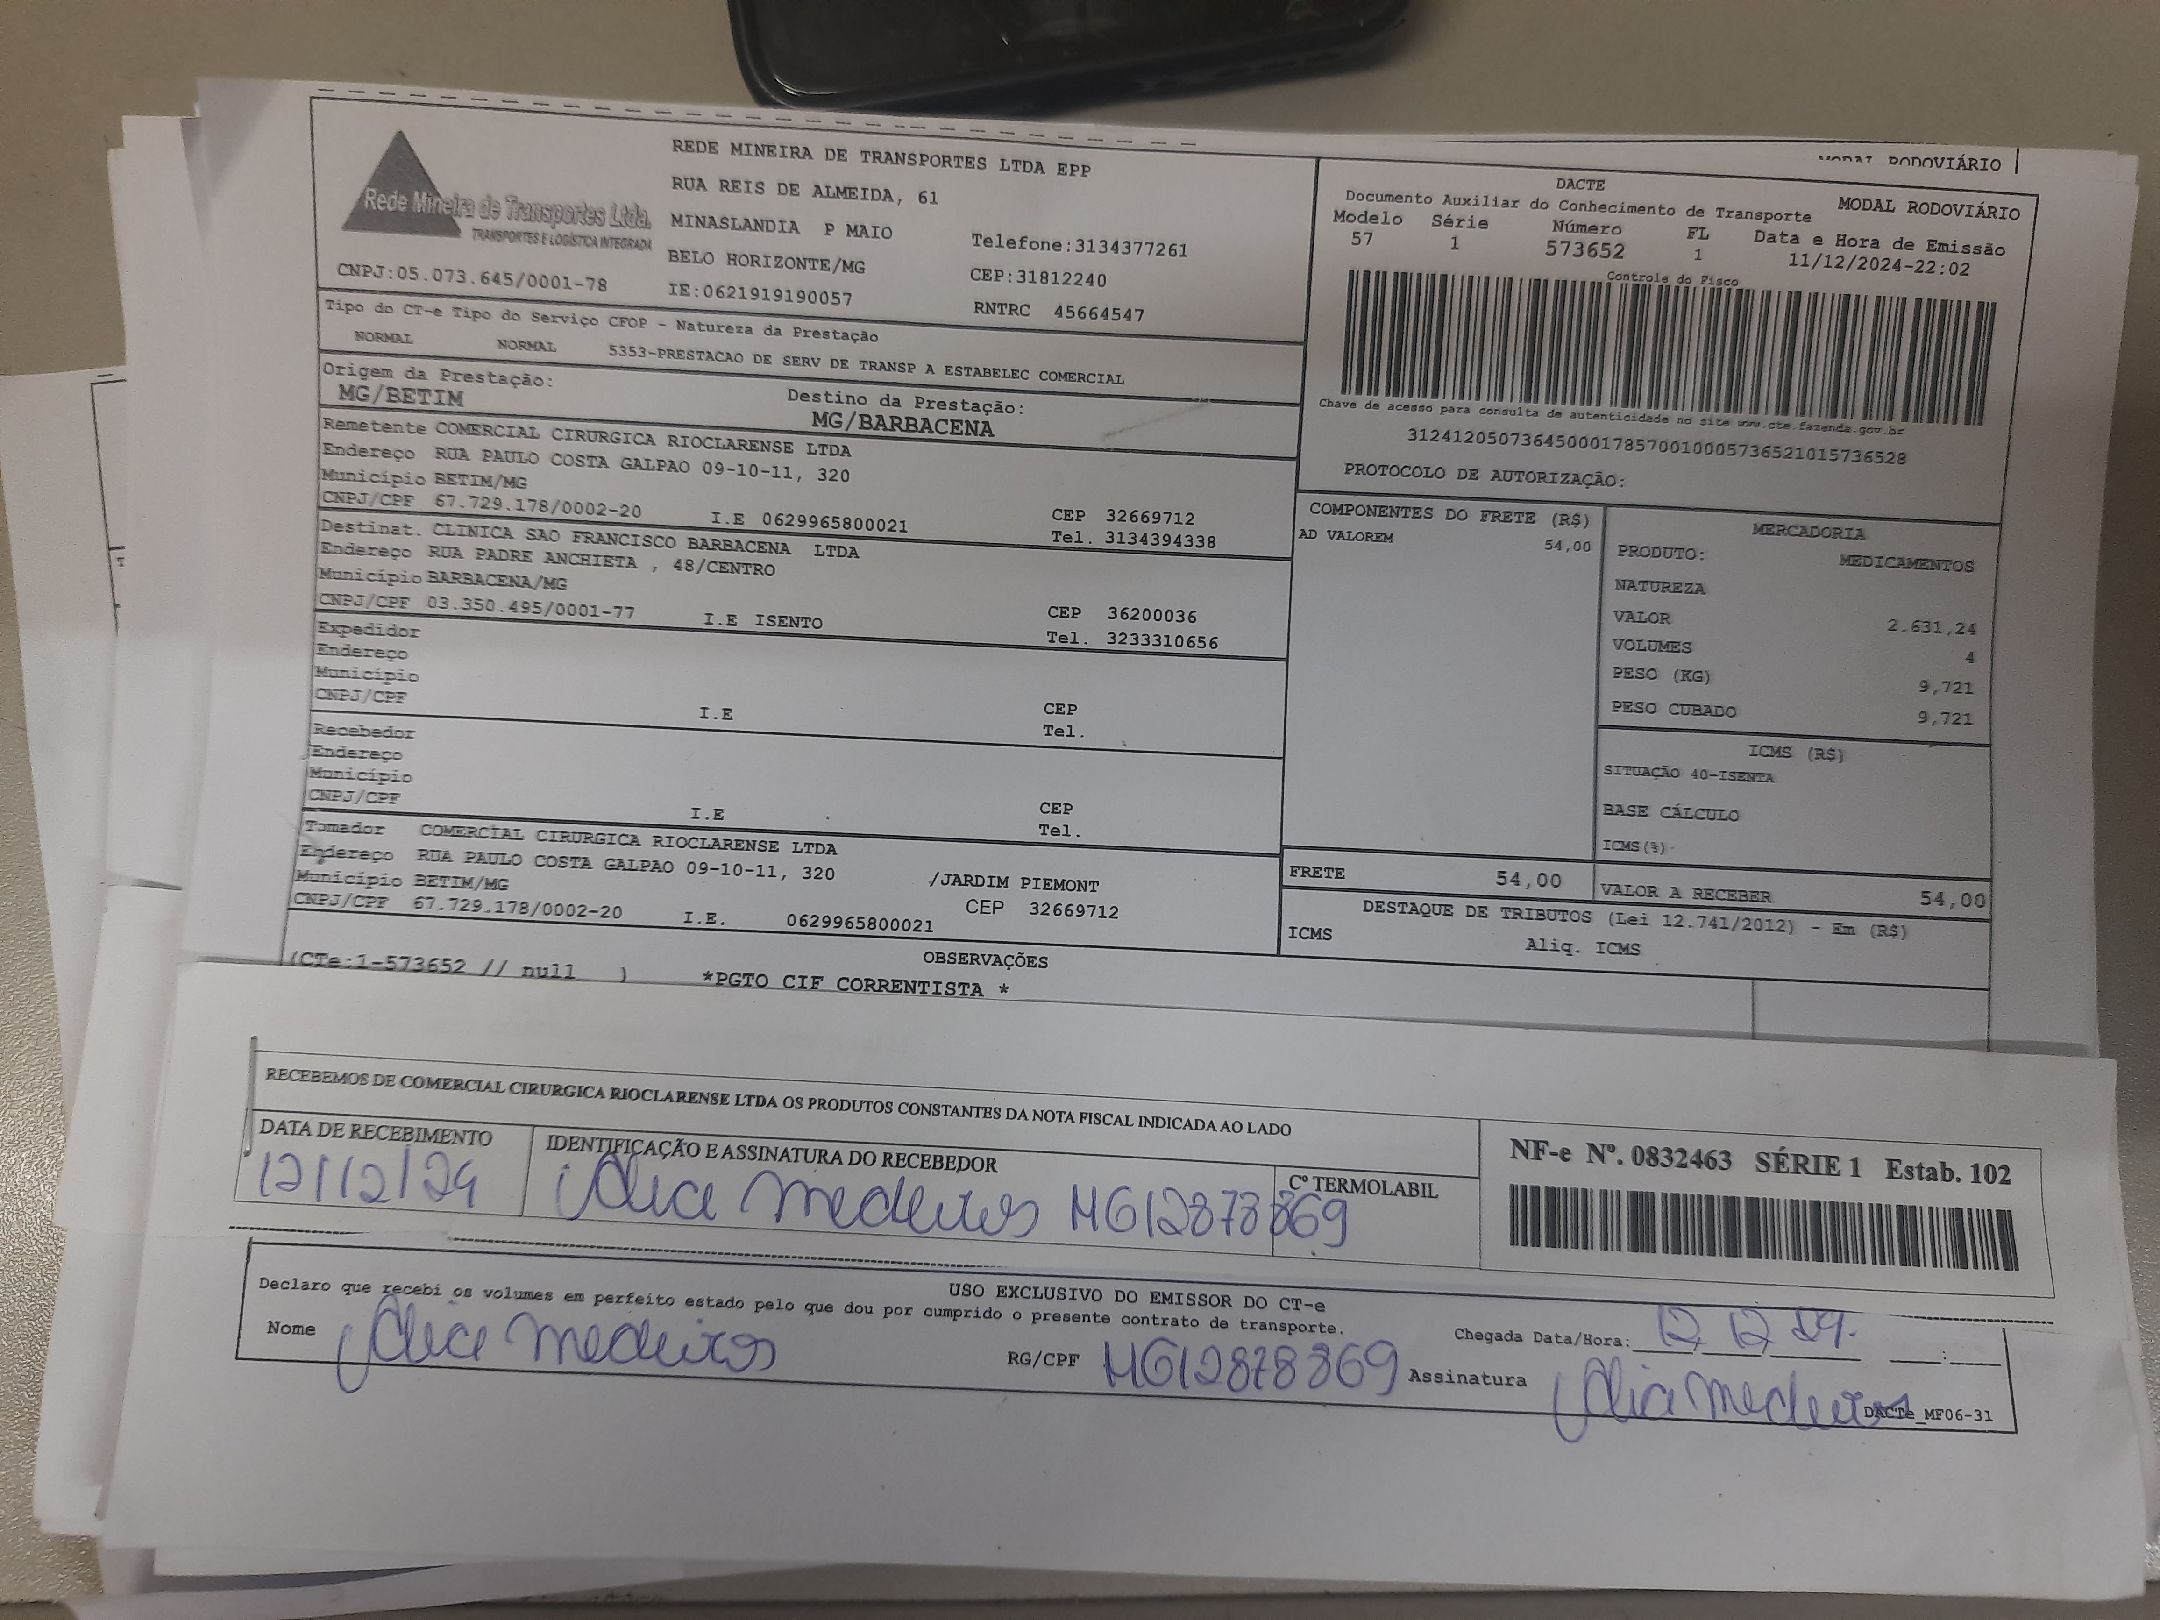 MODAL RODOVIÁRIO
Rede Mineira de Transportes Ltda.
TRANSPORTES E LOGÍSTICA INTEGRADA
CNPJ:05.073.645/0001-78
REDE MINEIRA DE TRANSPORTES LTDA EPP
RUA REIS DE ALMEIDA, 61
MINASLANDIA P MAIO
Telefone:3134377261
BELO HORIZONTE/MG
CEP:31812240
IE:0621919190057
RNTRC 45664547
DACTE
MODAL RODOVIÁRIO
Documento Auxiliar do Conhecimento de Transporte
Modelo Série Número FL Data e Hora de Emissão
57 1 573652 1 11/12/2024-22:02
Controle do Fisco
Chave de acesso para consulta de autenticidade no site www.cte.fazenda.gov.br
31241205073645000178570010005736521015736528
PROTOCOLO DE AUTORIZAÇÃO:
Tipo do CT-e Tipo do Serviço CFOP - Natureza da Prestação
NORMAL NORMAL 5353-PRESTACAO DE SERV DE TRANSP A ESTABELEC COMERCIAL
Origem da Prestação: Destino da Prestação:
MG/BETIM MG/BARBACENA
Remetente COMERCIAL CIRURGICA RIOCLARENSE LTDA
Endereço RUA PAULO COSTA GALPAO 09-10-11, 320
Município BETIM/MG CEP 32669712
CNPJ/CPF 67.729.178/0002-20 I.E 0629965800021 Tel. 3134394338
Destinat. CLINICA SAO FRANCISCO BARBACENA LTDA
Endereço RUA PADRE ANCHIETA , 48/CENTRO
Município BARBACENA/MG CEP 36200036
CNPJ/CPF 03.350.495/0001-77 I.E ISENTO Tel. 3233310656
Expedidor
Endereço
Município CEP
CNPJ/CPF I.E Tel.
Recebedor
Endereço
Município CEP
CNPJ/CPF I.E Tel.
Tomador COMERCIAL CIRURGICA RIOCLARENSE LTDA
Endereço RUA PAULO COSTA GALPAO 09-10-11, 320 /JARDIM PIEMONT
Município BETIM/MG CEP 32669712
CNPJ/CPF 67.729.178/0002-20 I.E. 0629965800021
COMPONENTES DO FRETE (R$)
AD VALOREM 54,00
MERCADORIA
PRODUTO: MEDICAMENTOS
NATUREZA
VALOR 2.631,24
VOLUMES 4
PESO (KG) 9,721
PESO CUBADO 9,721
ICMS (R$)
SITUAÇÃO 40-ISENTA
BASE CÁLCULO
ICMS(%)
FRETE 54,00 VALOR A RECEBER 54,00
DESTAQUE DE TRIBUTOS (Lei 12.741/2012) - Em (R$)
ICMS Aliq. ICMS
OBSERVAÇÕES
(CTe:1-573652 // null ) *PGTO CIF CORRENTISTA *
RECEBEMOS DE COMERCIAL CIRURGICA RIOCLARENSE LTDA OS PRODUTOS CONSTANTES DA NOTA FISCAL INDICADA AO LADO
DATA DE RECEBIMENTO IDENTIFICAÇÃO E ASSINATURA DO RECEBEDOR Cº TERMOLABIL
12/12/24 Medeiros MG12878869
NF-e Nº. 0832463 SÉRIE 1 Estab. 102
USO EXCLUSIVO DO EMISSOR DO CT-e
Declaro que recebi os volumes em perfeito estado pelo que dou por cumprido o presente contrato de transporte.
Chegada Data/Hora: 12 12 24 :
Nome Medeiros RG/CPF MG12878869 Assinatura Medeiros
DACTe_MF06-31